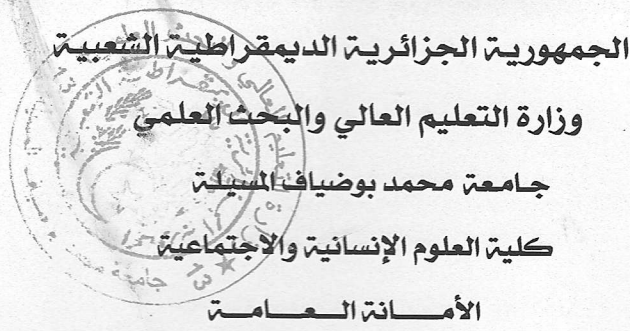 الجمهورية الجزائرية الديمقراطية الشعبية
وزارة التعليم العالي والبحث العلمي
جامعة محمد بوضياف المسيلة
كلية العلوم الإنسانية والاجتماعية
الأمانة العامة